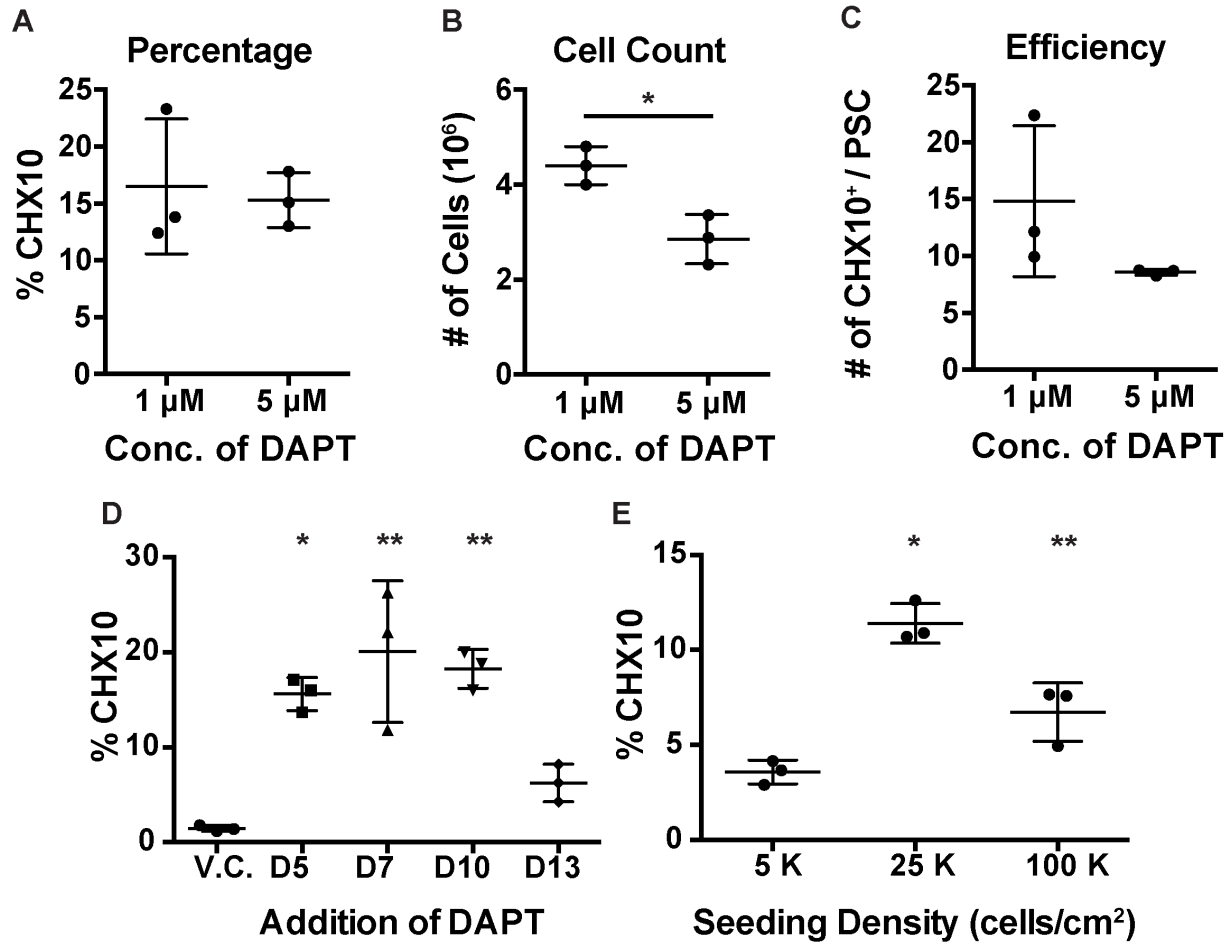 A
Percentage
% CHX10
25
20
15
10
5
0
1 µM 5 µM
Conc. of DAPT
B
Cell Count
# of Cells (10⁶)
6
4
2
0
*
1 µM 5 µM
Conc. of DAPT
C
Efficiency
# of CHX10⁺ / PSC
25
20
15
10
5
0
1 µM 5 µM
Conc. of DAPT
D
% CHX10
30
20
10
0
* ** **
V.C. D5 D7 D10 D13
Addition of DAPT
E
% CHX10
15
10
5
0
* **
5 K 25 K 100 K
Seeding Density (cells/cm²)